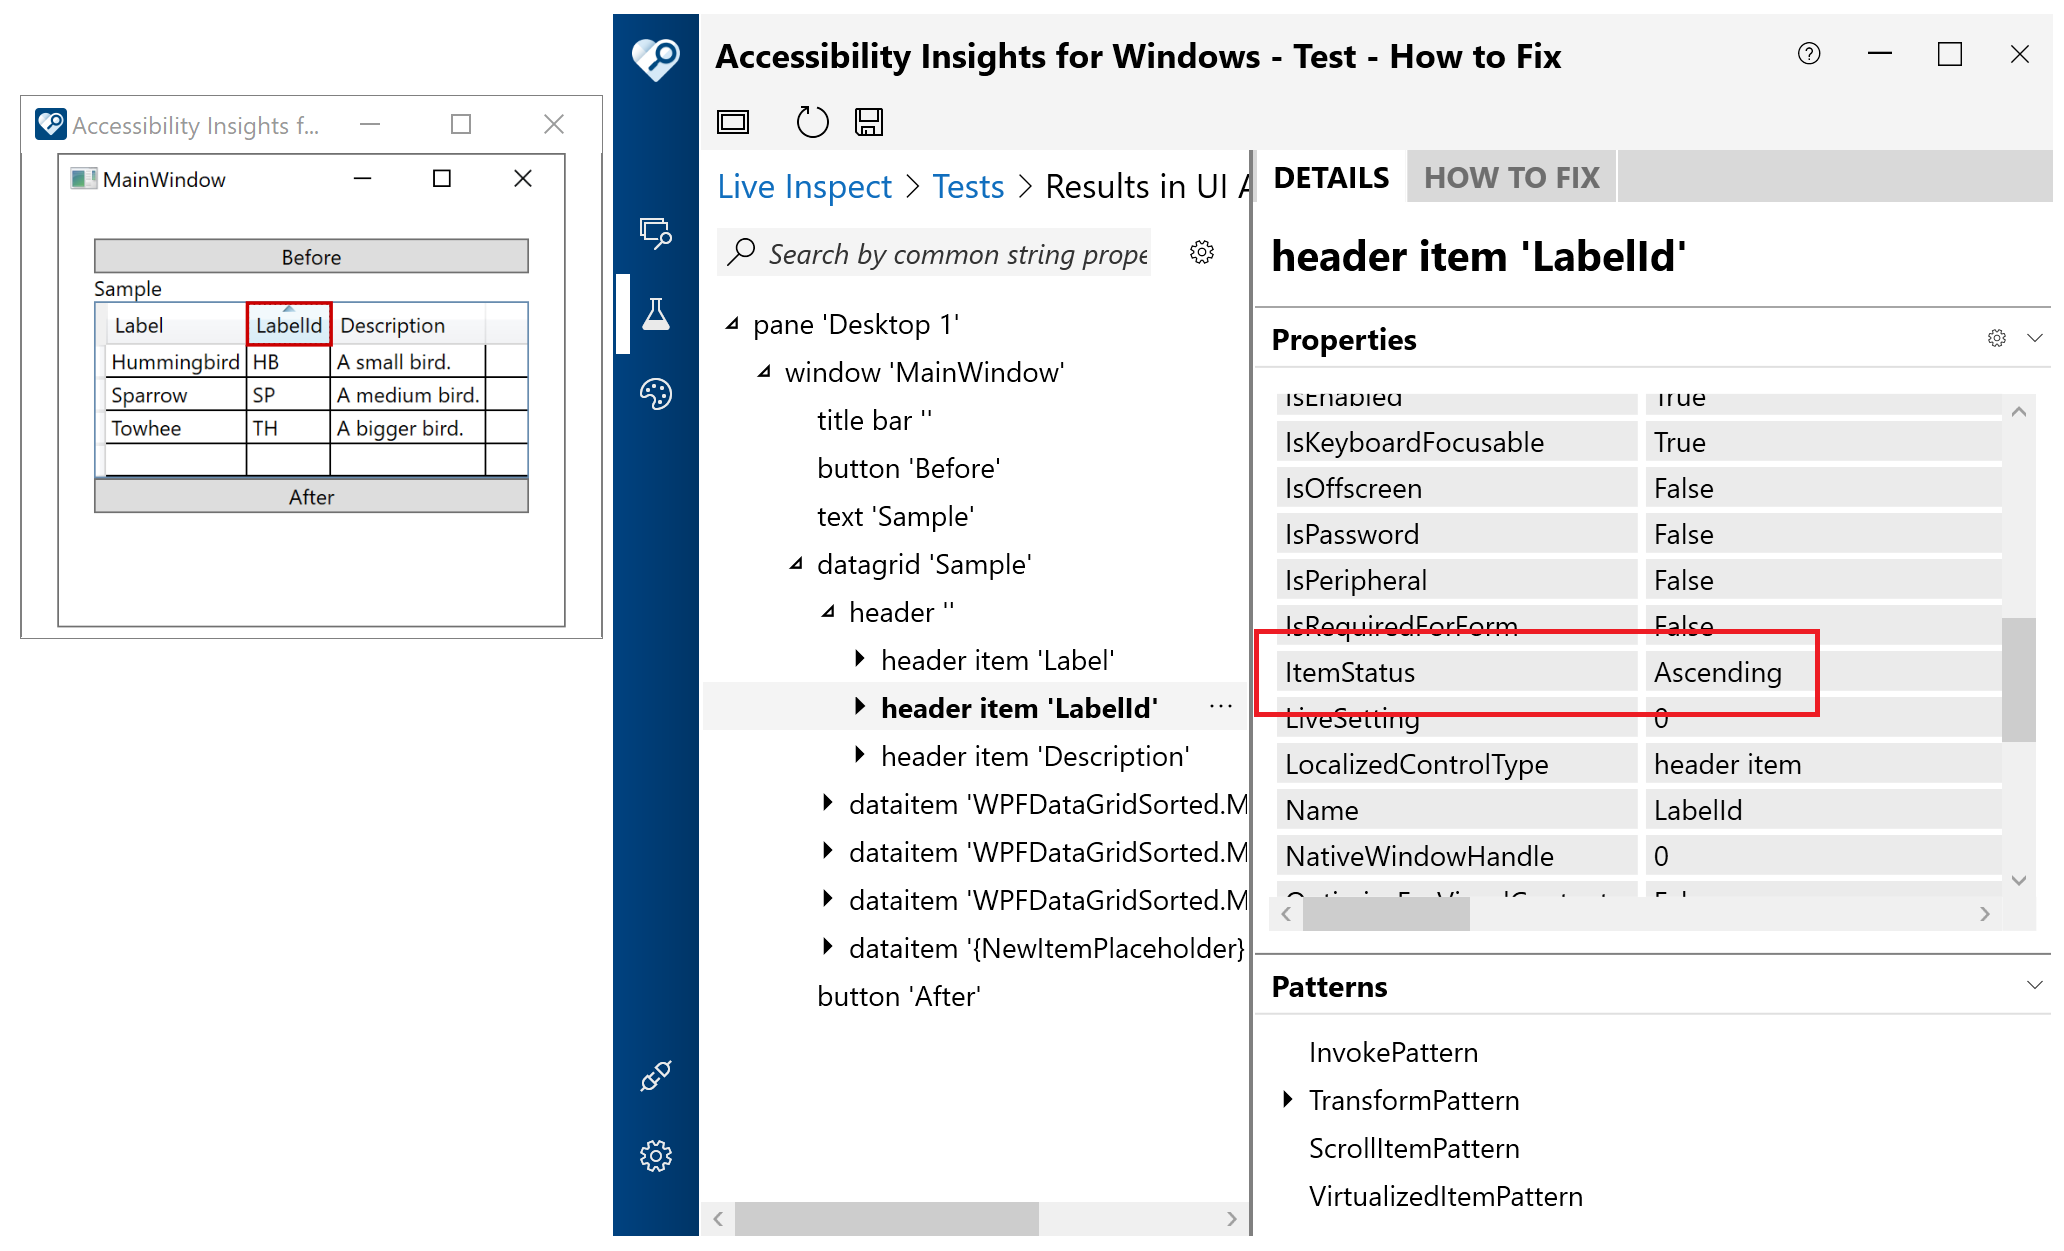 Accessibility Insights f...
MainWindow
Before
Sample
Label LabelId Description
Hummingbird HB A small bird.
Sparrow SP A medium bird.
Towhee TH A bigger bird.
After
Accessibility Insights for Windows - Test - How to Fix
Live Inspect > Tests > Results in UI A
Search by common string prope
pane 'Desktop 1'
window 'MainWindow'
title bar ''
button 'Before'
text 'Sample'
datagrid 'Sample'
header ''
header item 'Label'
header item 'LabelId' ...
header item 'Description'
dataitem 'WPFDataGridSorted.M
dataitem 'WPFDataGridSorted.M
dataitem 'WPFDataGridSorted.M
dataitem '{NewItemPlaceholder}
button 'After'
DETAILS HOW TO FIX
header item 'LabelId'
Properties
IsEnabled True
IsKeyboardFocusable True
IsOffscreen False
IsPassword False
IsPeripheral False
IsRequiredForForm False
ItemStatus Ascending
LiveSetting 0
LocalizedControlType header item
Name LabelId
NativeWindowHandle 0
Patterns
InvokePattern
TransformPattern
ScrollItemPattern
VirtualizedItemPattern